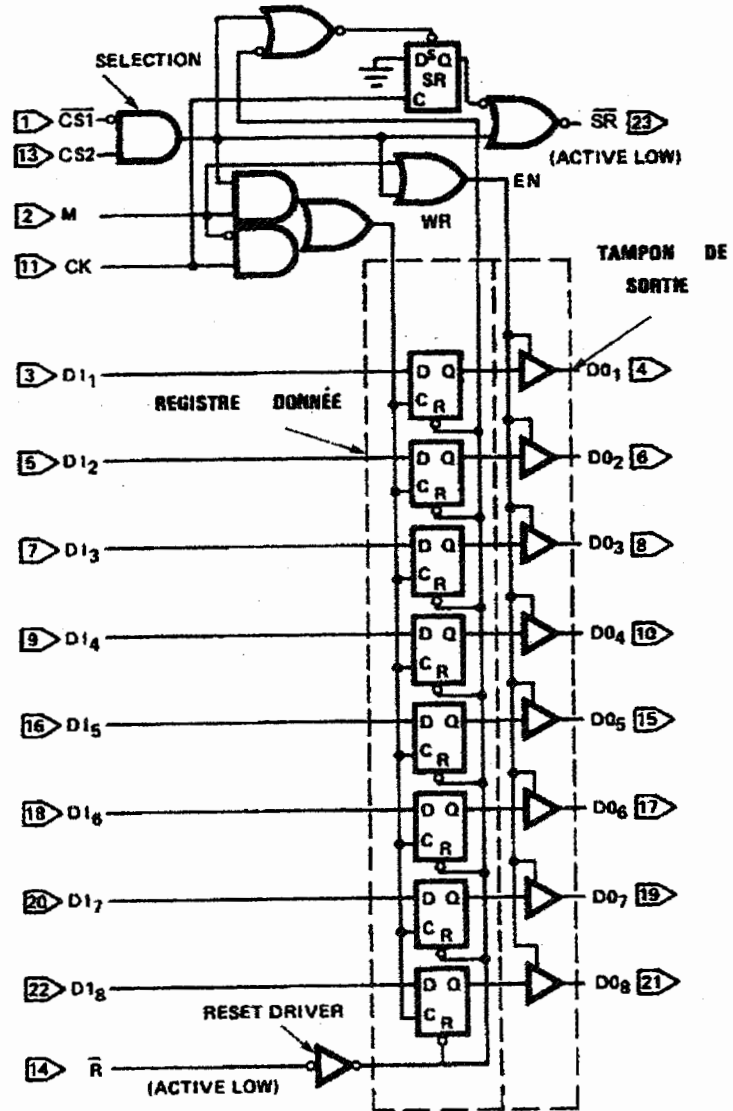 SELECTION
D S Q
SR
C
1 CS1
13 CS2
SR 23
(ACTIVE LOW)
EN
WR
2 M
11 CK
TAMPON DE
SORTIE
3 DI1
D Q
C R
DO1 4
REGISTRE DONNÉE
5 DI2
D Q
C R
DO2 6
7 DI3
D Q
C R
DO3 8
9 DI4
D Q
C R
DO4 10
16 DI5
D Q
C R
DO5 15
18 DI6
D Q
C R
DO6 17
20 DI7
D Q
C R
DO7 19
22 DI8
D Q
C R
DO8 21
RESET DRIVER
14 R
(ACTIVE LOW)